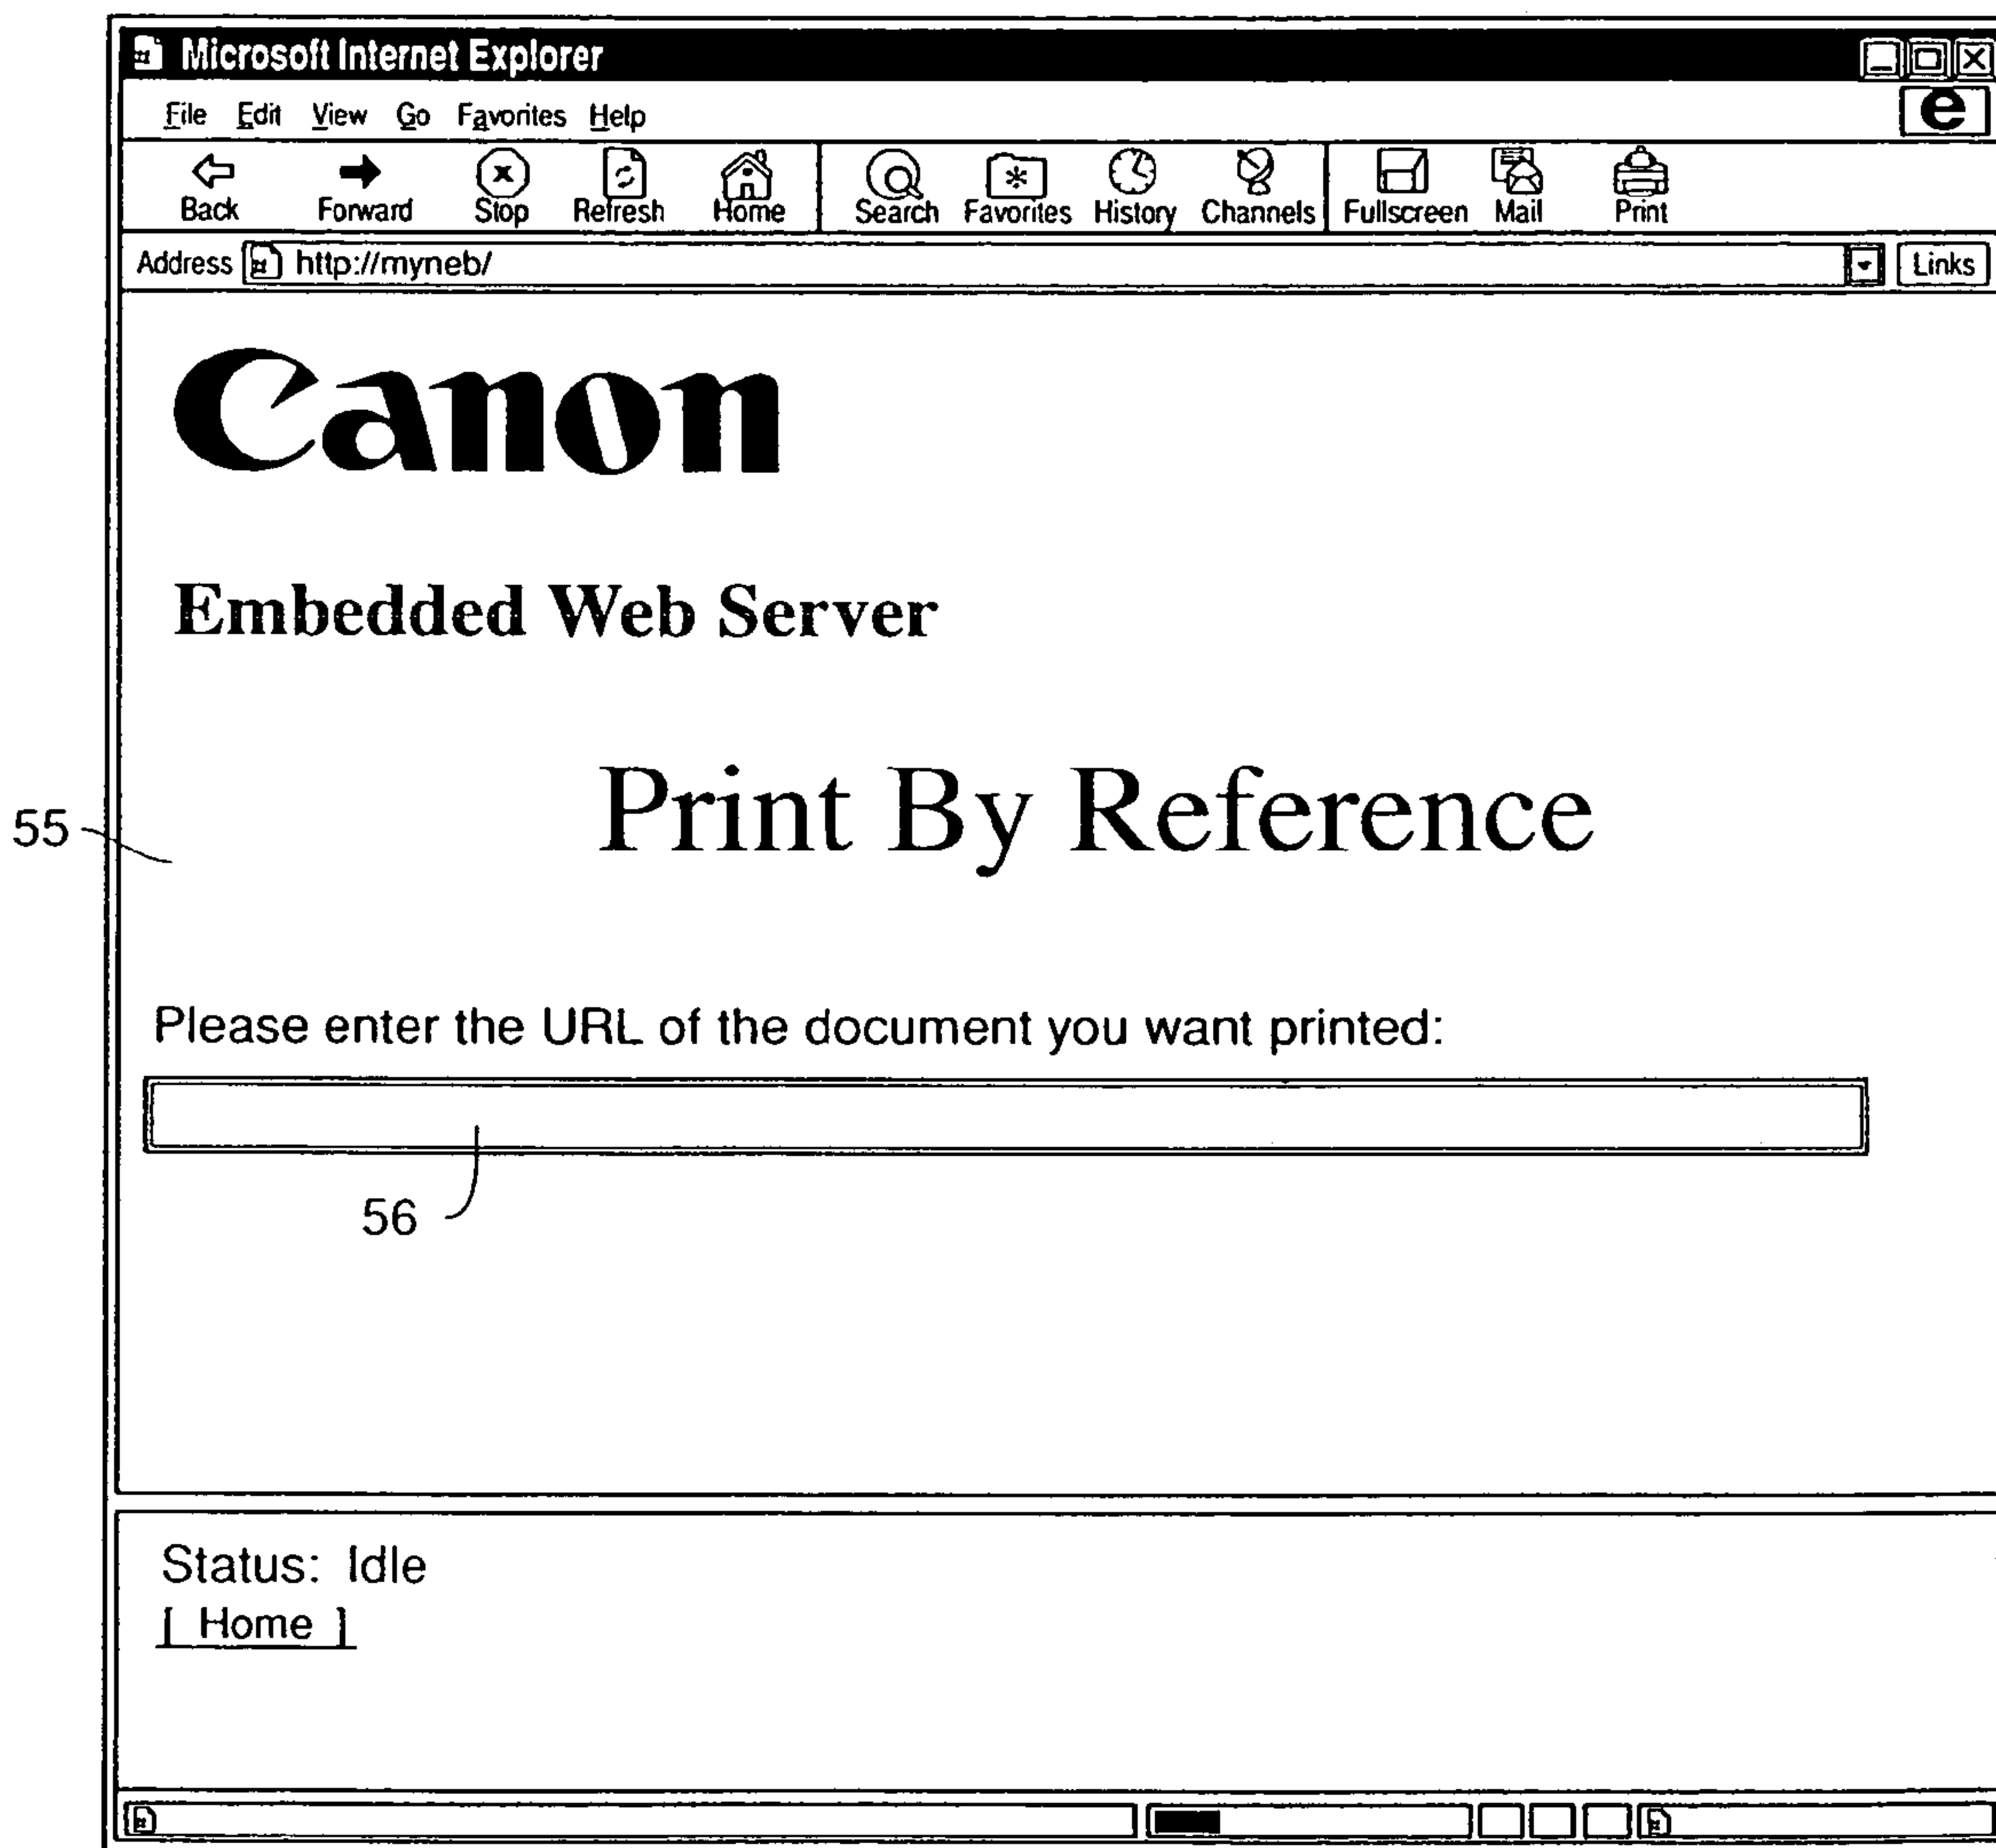 Microsoft Internet Explorer
File Edit View Go Favorites Help
e
Back Forward Stop Refresh Home Search Favorites History Channels Fullscreen Mail Print
Address http://myneb/ Links
Canon
Embedded Web Server
Print By Reference
55
Please enter the URL of the document you want printed:
56
Status: Idle
[ Home ]